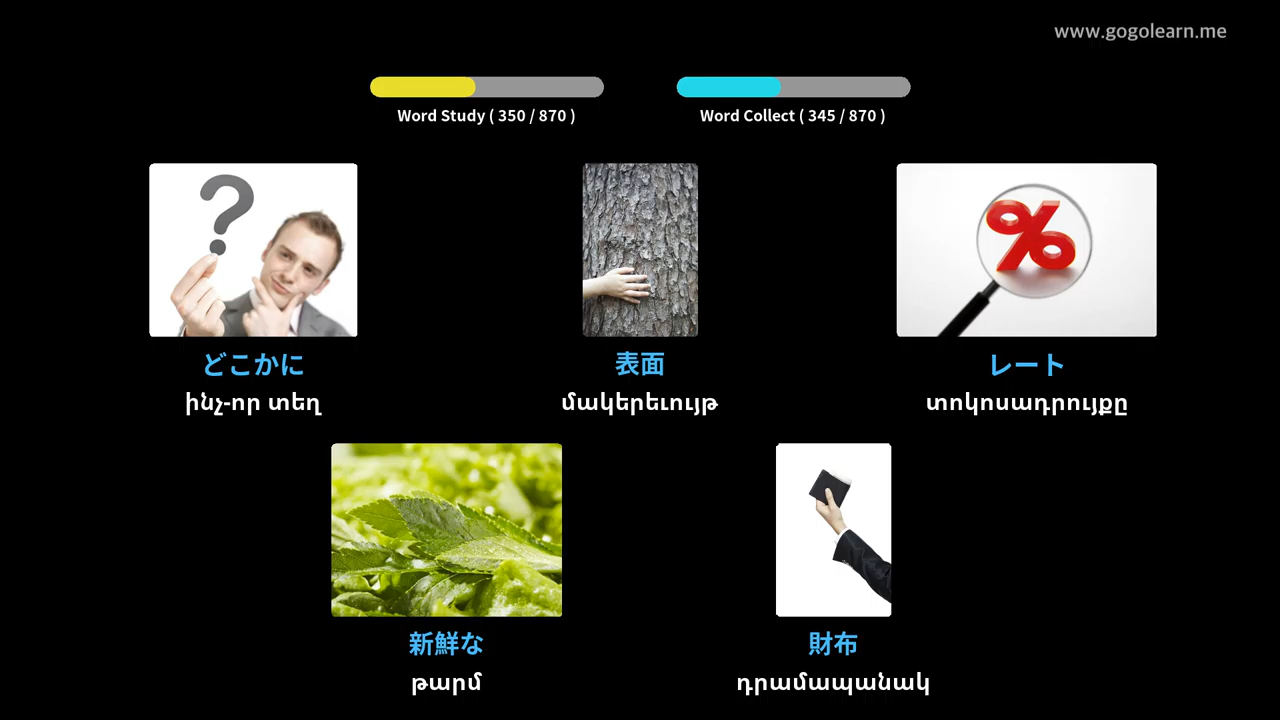 www.gogolearn.me
Word Study ( 350 / 870 )
Word Collect ( 345 / 870 )
どこかに
ինչ-որ տեղ
表面
մակերեւույթ
レート
տոկոսադրույքը
新鮮な
թարմ
財布
դրամապանակ